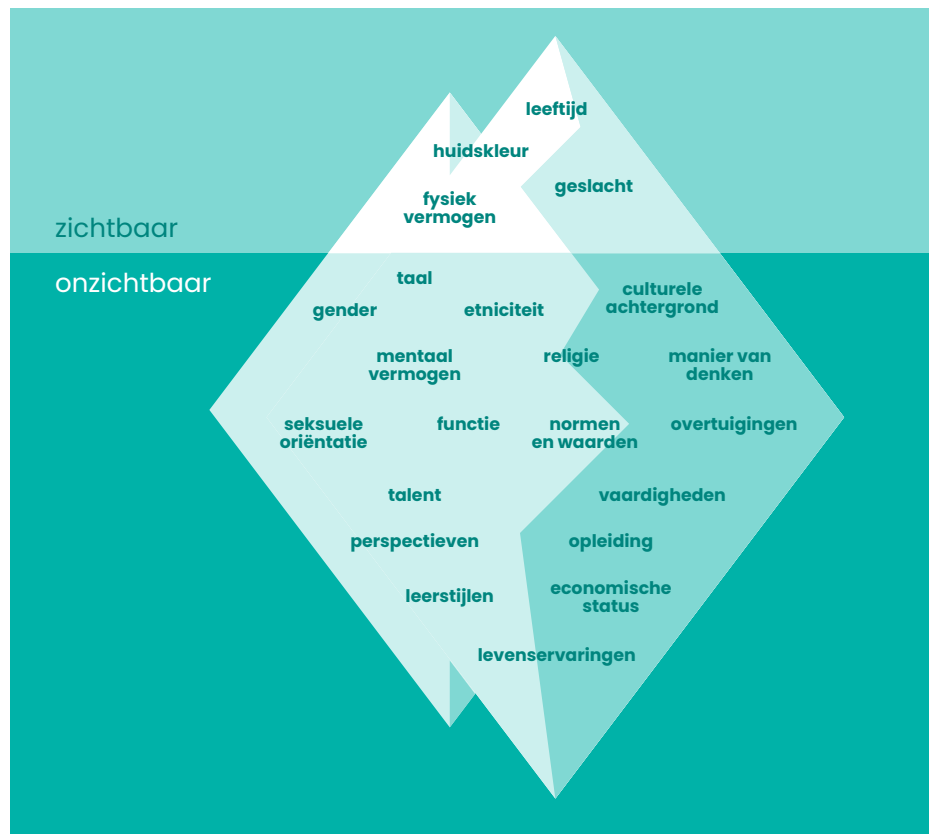 leeftijd
huidskleur
geslacht
fysiek
vermogen
zichtbaar
onzichtbaar
taal
culturele
achtergrond
gender
etniciteit
mentaal
vermogen
religie
manier van
denken
seksuele
oriëntatie
functie
normen
en waarden
overtuigingen
talent
vaardigheden
perspectieven
opleiding
leerstijlen
economische
status
levenservaringen